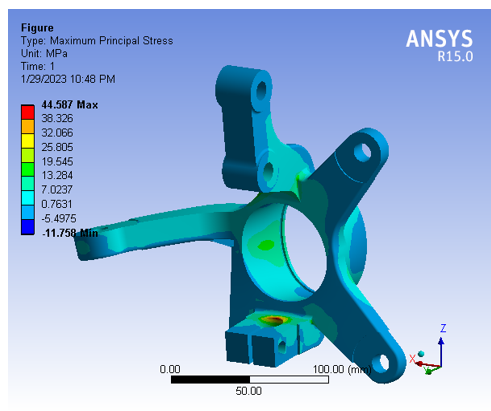 Figure
Type: Maximum Principal Stress
Unit: MPa
Time: 1
1/29/2023 10:48 PM
ANSYS
R15.0
44.587 Max
38.326
32.066
25.805
19.545
13.284
7.0237
0.7631
-5.4975
-11.758 Min
Z
X
0.00
100.00 (mm)
50.00